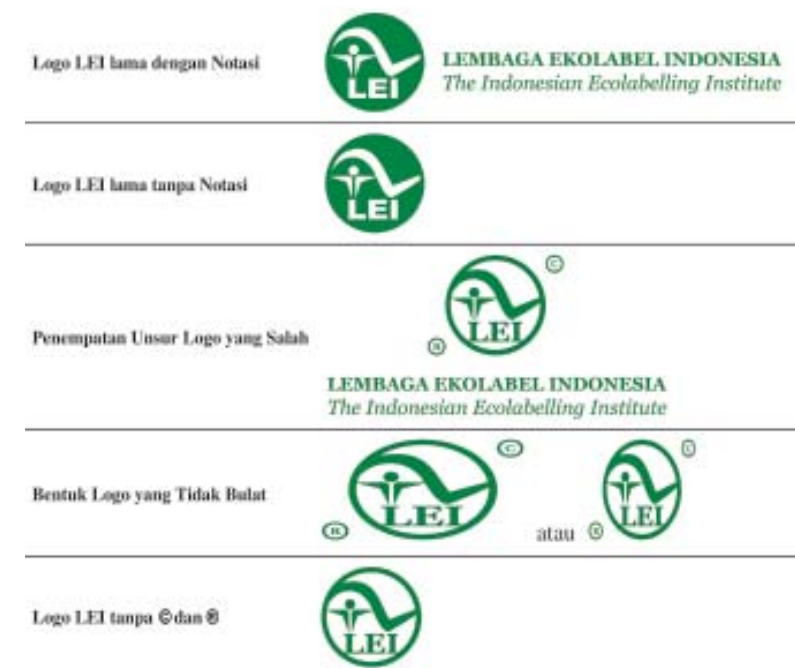 Logo LEI lama dengan Notasi
LEI
LEMBAGA EKOLABEL INDONESIA
The Indonesian Ecolabelling Institute
Logo LEI lama tanpa Notasi
LEI
©
Penempatan Unsur Logo yang Salah
LEI
®
LEMBAGA EKOLABEL INDONESIA
The Indonesian Ecolabelling Institute
©
Bentuk Logo yang Tidak Bulat
LEI
®
atau
©
LEI
®
Logo LEI tanpa © dan ®
LEI